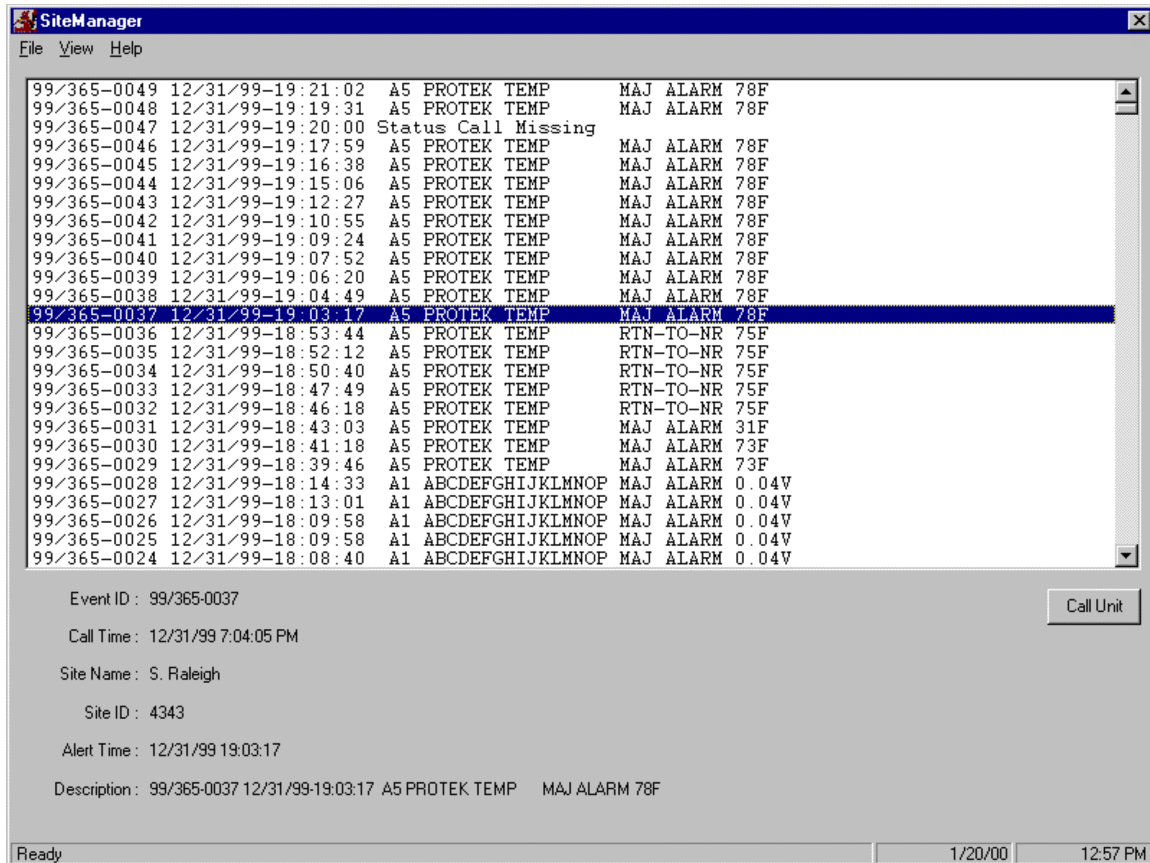 SiteManager
File View Help
99/365-0049 12/31/99-19:21:02 A5 PROTEK TEMP MAJ ALARM 78F
99/365-0048 12/31/99-19:19:31 A5 PROTEK TEMP MAJ ALARM 78F
99/365-0047 12/31/99-19:20:00 Status Call Missing
99/365-0046 12/31/99-19:17:59 A5 PROTEK TEMP MAJ ALARM 78F
99/365-0045 12/31/99-19:16:38 A5 PROTEK TEMP MAJ ALARM 78F
99/365-0044 12/31/99-19:15:06 A5 PROTEK TEMP MAJ ALARM 78F
99/365-0043 12/31/99-19:12:27 A5 PROTEK TEMP MAJ ALARM 78F
99/365-0042 12/31/99-19:10:55 A5 PROTEK TEMP MAJ ALARM 78F
99/365-0041 12/31/99-19:09:24 A5 PROTEK TEMP MAJ ALARM 78F
99/365-0040 12/31/99-19:07:52 A5 PROTEK TEMP MAJ ALARM 78F
99/365-0039 12/31/99-19:06:20 A5 PROTEK TEMP MAJ ALARM 78F
99/365-0038 12/31/99-19:04:49 A5 PROTEK TEMP MAJ ALARM 78F
99/365-0037 12/31/99-19:03:17 A5 PROTEK TEMP MAJ ALARM 78F
99/365-0036 12/31/99-18:53:44 A5 PROTEK TEMP RTN-TO-NR 75F
99/365-0035 12/31/99-18:52:12 A5 PROTEK TEMP RTN-TO-NR 75F
99/365-0034 12/31/99-18:50:40 A5 PROTEK TEMP RTN-TO-NR 75F
99/365-0033 12/31/99-18:47:49 A5 PROTEK TEMP RTN-TO-NR 75F
99/365-0032 12/31/99-18:46:18 A5 PROTEK TEMP RTN-TO-NR 75F
99/365-0031 12/31/99-18:43:03 A5 PROTEK TEMP MAJ ALARM 31F
99/365-0030 12/31/99-18:41:18 A5 PROTEK TEMP MAJ ALARM 73F
99/365-0029 12/31/99-18:39:46 A5 PROTEK TEMP MAJ ALARM 73F
99/365-0028 12/31/99-18:14:33 A1 ABCDEFGHIJKLMNOP MAJ ALARM 0.04V
99/365-0027 12/31/99-18:13:01 A1 ABCDEFGHIJKLMNOP MAJ ALARM 0.04V
99/365-0026 12/31/99-18:09:58 A1 ABCDEFGHIJKLMNOP MAJ ALARM 0.04V
99/365-0025 12/31/99-18:09:58 A1 ABCDEFGHIJKLMNOP MAJ ALARM 0.04V
99/365-0024 12/31/99-18:08:40 A1 ABCDEFGHIJKLMNOP MAJ ALARM 0.04V
Event ID : 99/365-0037
Call Unit
Call Time : 12/31/99 7:04:05 PM
Site Name : S. Raleigh
Site ID : 4343
Alert Time : 12/31/99 19:03:17
Description : 99/365-0037 12/31/99-19:03:17 A5 PROTEK TEMP MAJ ALARM 78F
Ready 1/20/00 12:57 PM